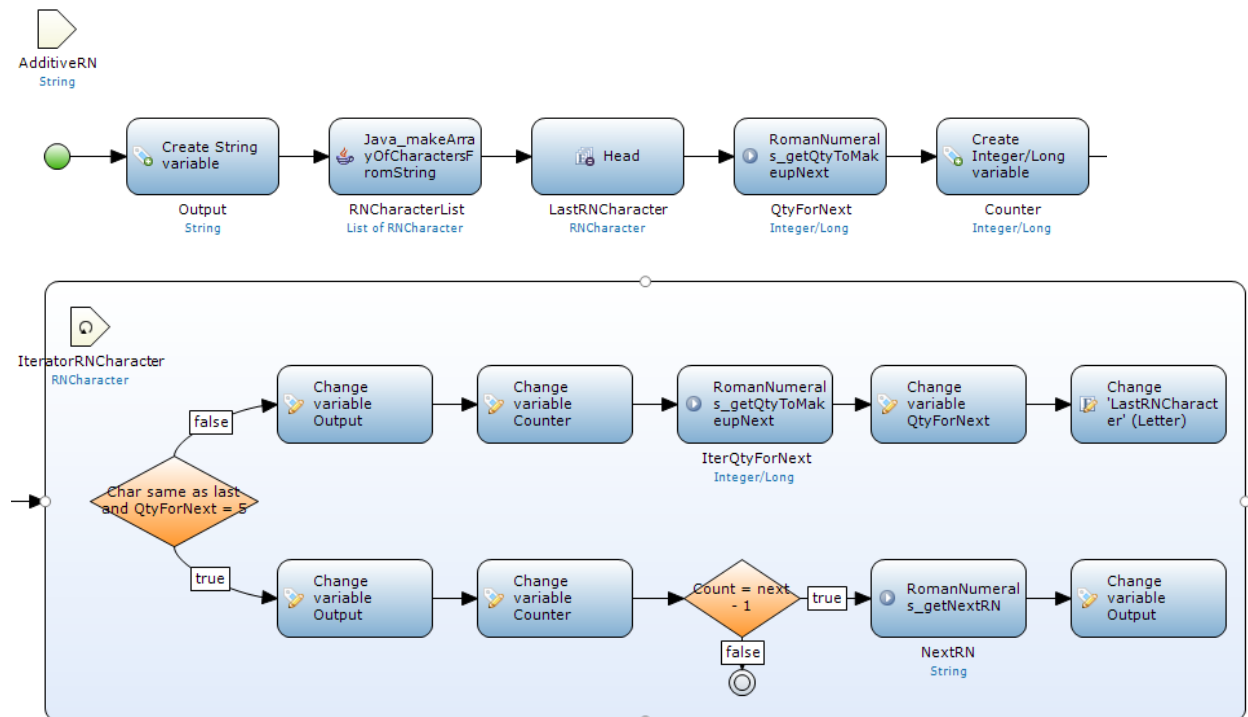 AdditiveRN
String
Create String
variable
Output
String
Java_makeArra
yOfCharactersF
romString
RNCharacterList
List of RNCharacter
Head
LastRNCharacter
RNCharacter
RomanNumeral
s_getQtyToMak
eupNext
QtyForNext
Integer/Long
Create
Integer/Long
variable
Counter
Integer/Long
IteratorRNCharacter
RNCharacter
Char same as last
and QtyForNext = 5
false
Change
variable
Output
Change
variable
Counter
RomanNumeral
s_getQtyToMak
eupNext
IterQtyForNext
Integer/Long
Change
variable
QtyForNext
Change
'LastRNCharact
er' (Letter)
true
Change
variable
Output
Change
variable
Counter
Count = next
- 1
true
false
RomanNumeral
s_getNextRN
NextRN
String
Change
variable
Output